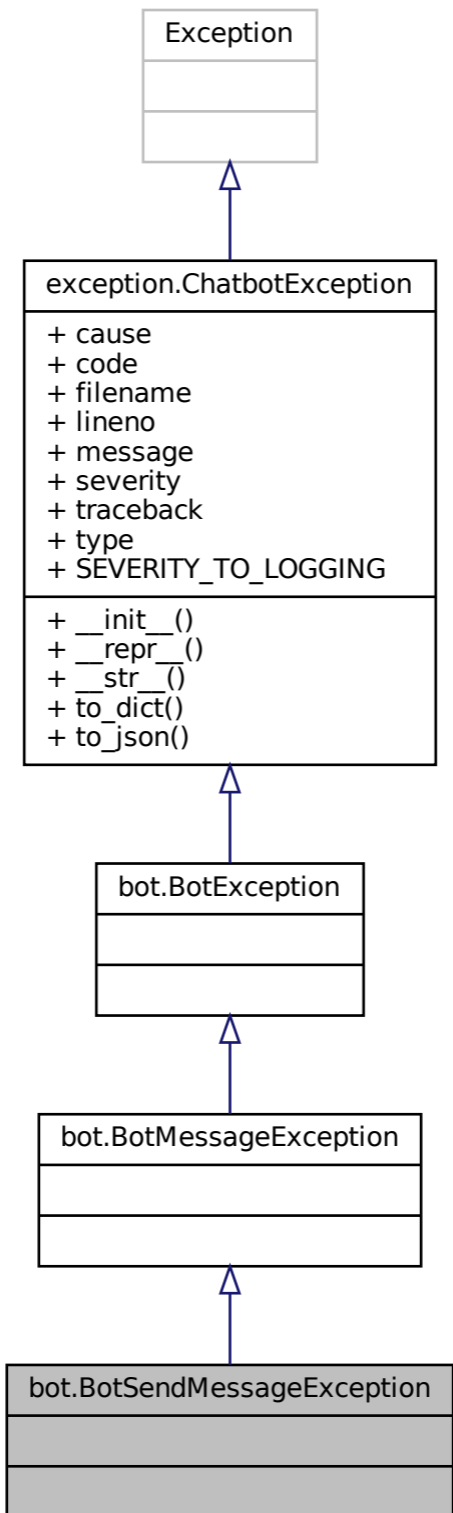 Exception
exception.ChatbotException
+ cause
+ code
+ filename
+ lineno
+ message
+ severity
+ traceback
+ type
+ SEVERITY_TO_LOGGING
+ __init__()
+ __repr__()
+ __str__()
+ to_dict()
+ to_json()
bot.BotException
bot.BotMessageException
bot.BotSendMessageException